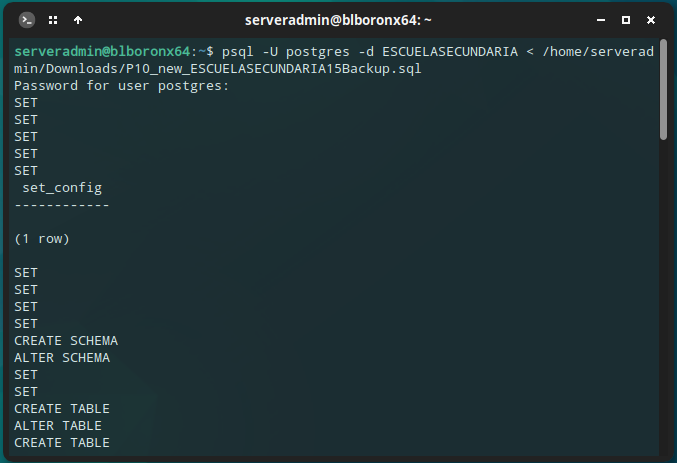 serveradmin@blboronx64: ~
serveradmin@blboronx64:~$ psql -U postgres -d ESCUELASECUNDARIA < /home/serverad
min/Downloads/P10_new_ESCUELASECUNDARIA15Backup.sql
Password for user postgres:
SET
SET
SET
SET
SET
set_config
------------
(1 row)
SET
SET
SET
SET
CREATE SCHEMA
ALTER SCHEMA
SET
SET
CREATE TABLE
ALTER TABLE
CREATE TABLE